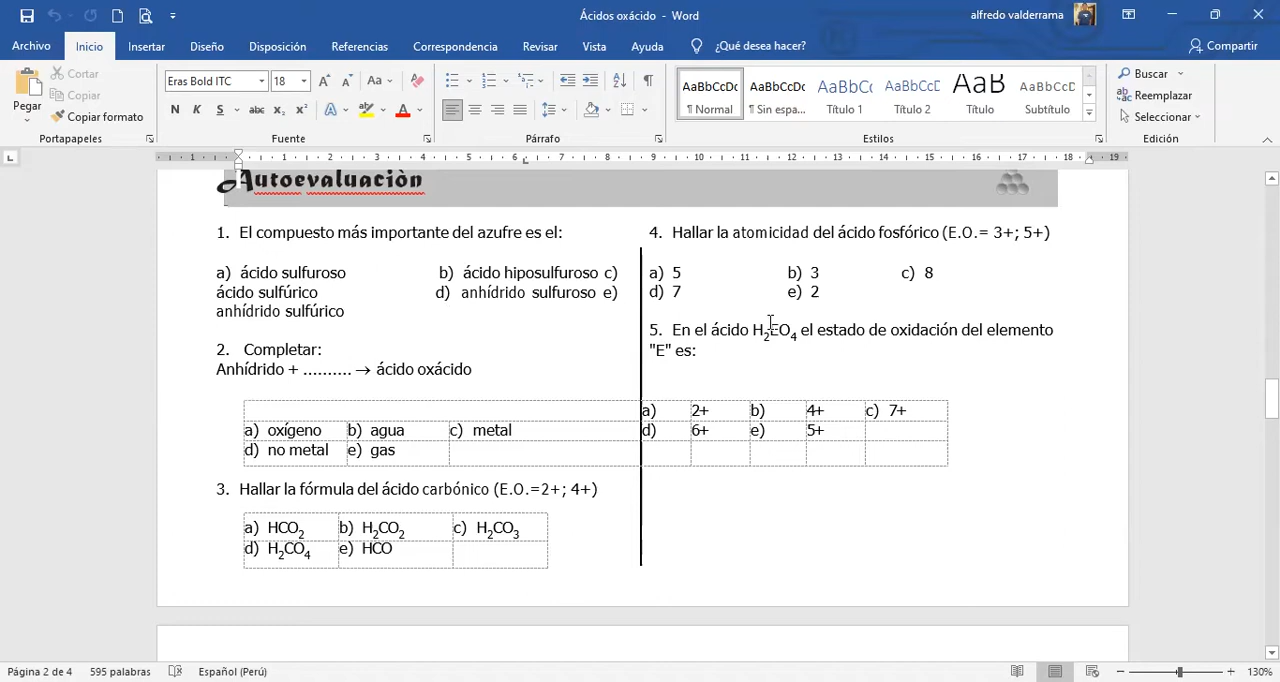 Ácidos oxácido - Word
alfredo valderrama
Archivo Inicio Insertar Diseño Disposición Referencias Correspondencia Revisar Vista Ayuda ¿Qué desea hacer? Compartir
Pegar
Cortar
Copiar
Copiar formato
Portapapeles
Eras Bold ITC 18
Fuente
Párrafo
AaBbCcDc AaBbCcDc AaBbCc AaBbCcD AaB AaBbCcD
¶ Normal ¶ Sin espa... Título 1 Título 2 Título Subtítulo
Estilos
Buscar
Reemplazar
Seleccionar
Edición
Autoevaluaciòn
1. El compuesto más importante del azufre es el:
a) ácido sulfuroso b) ácido hiposulfuroso c)
ácido sulfúrico d) anhídrido sulfuroso e)
anhídrido sulfúrico
2. Completar:
Anhídrido + .......... → ácido oxácido
a) oxígeno b) agua c) metal
d) no metal e) gas
3. Hallar la fórmula del ácido carbónico (E.O.=2+; 4+)
a) HCO₂ b) H₂CO₂ c) H₂CO₃
d) H₂CO₄ e) HCO
4. Hallar la atomicidad del ácido fosfórico (E.O.= 3+; 5+)
a) 5 b) 3 c) 8
d) 7 e) 2
5. En el ácido H₂EO₄ el estado de oxidación del elemento
"E" es:
a) 2+ b) 4+ c) 7+
d) 6+ e) 5+
Página 2 de 4 595 palabras Español (Perú) 130%